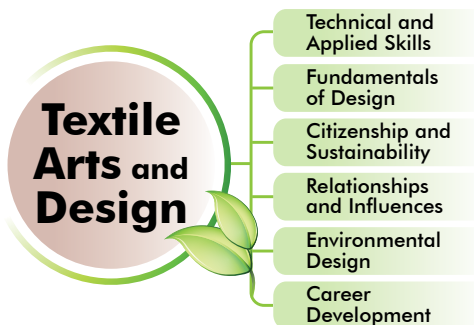 Textile
Arts and
Design
Technical and
Applied Skills
Fundamentals
of Design
Citizenship and
Sustainability
Relationships
and Influences
Environmental
Design
Career
Development